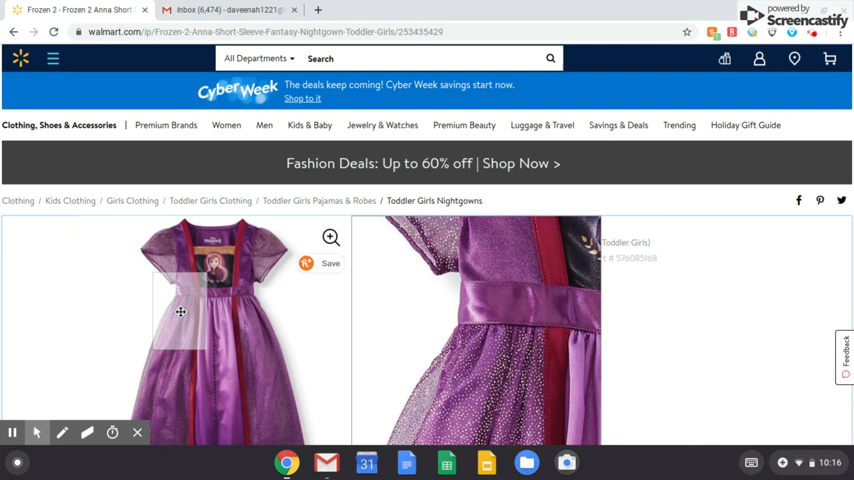 Frozen 2 - Frozen 2 Anna Short
Inbox (6,474) - daveenah1221@
powered by
Screencastify
walmart.com/ip/Frozen-2-Anna-Short-Sleeve-Fantasy-Nightgown-Toddler-Girls/253435429
All Departments
Search
Cyber Week
The deals keep coming! Cyber Week savings start now.
Shop to it
Clothing, Shoes & Accessories | Premium Brands Women Men Kids & Baby Jewelry & Watches Premium Beauty Luggage & Travel Savings & Deals Trending Holiday Gift Guide
Fashion Deals: Up to 60% off | Shop Now >
Clothing / Kids Clothing / Girls Clothing / Toddler Girls Clothing / Toddler Girls Pajamas & Robes / Toddler Girls Nightgowns
Toddler Girls)
t # 576085168
Save
Feedback
31
10:16